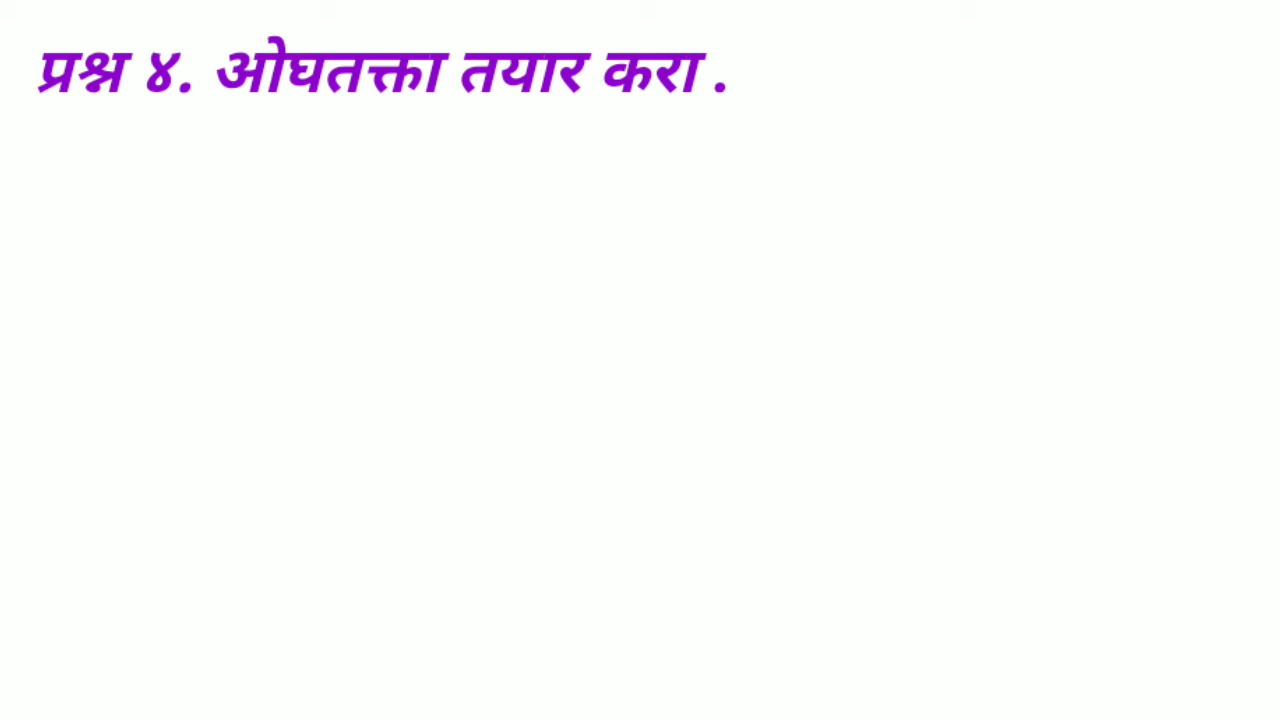 प्रश्न ४. ओघतक्ता तयार करा .